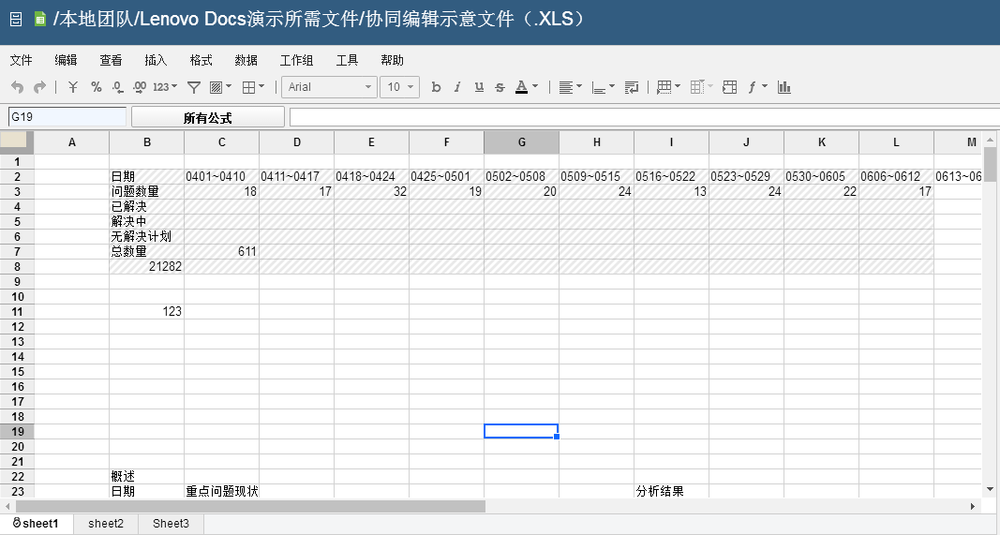 /本地团队/Lenovo Docs演示所需文件/协同编辑示意文件（.XLS）
文件 编辑 查看 插入 格式 数据 工作组 工具 帮助
¥ % .0 .00 123 Arial 10 b i u s A f
G19 所有公式
A B C D E F G H I J K L M
1
2 日期 0401~0410 0411~0417 0418~0424 0425~0501 0502~0508 0509~0515 0516~0522 0523~0529 0530~0605 0606~0612 0613~06
3 问题数量 18 17 32 19 20 24 13 24 22 17
4 已解决
5 解决中
6 无解决计划
7 总数量 611
8 21282
9
10
11 123
12
13
14
15
16
17
18
19
20
21
22 概述
23 日期 重点问题现状 分析结果
sheet1 sheet2 Sheet3